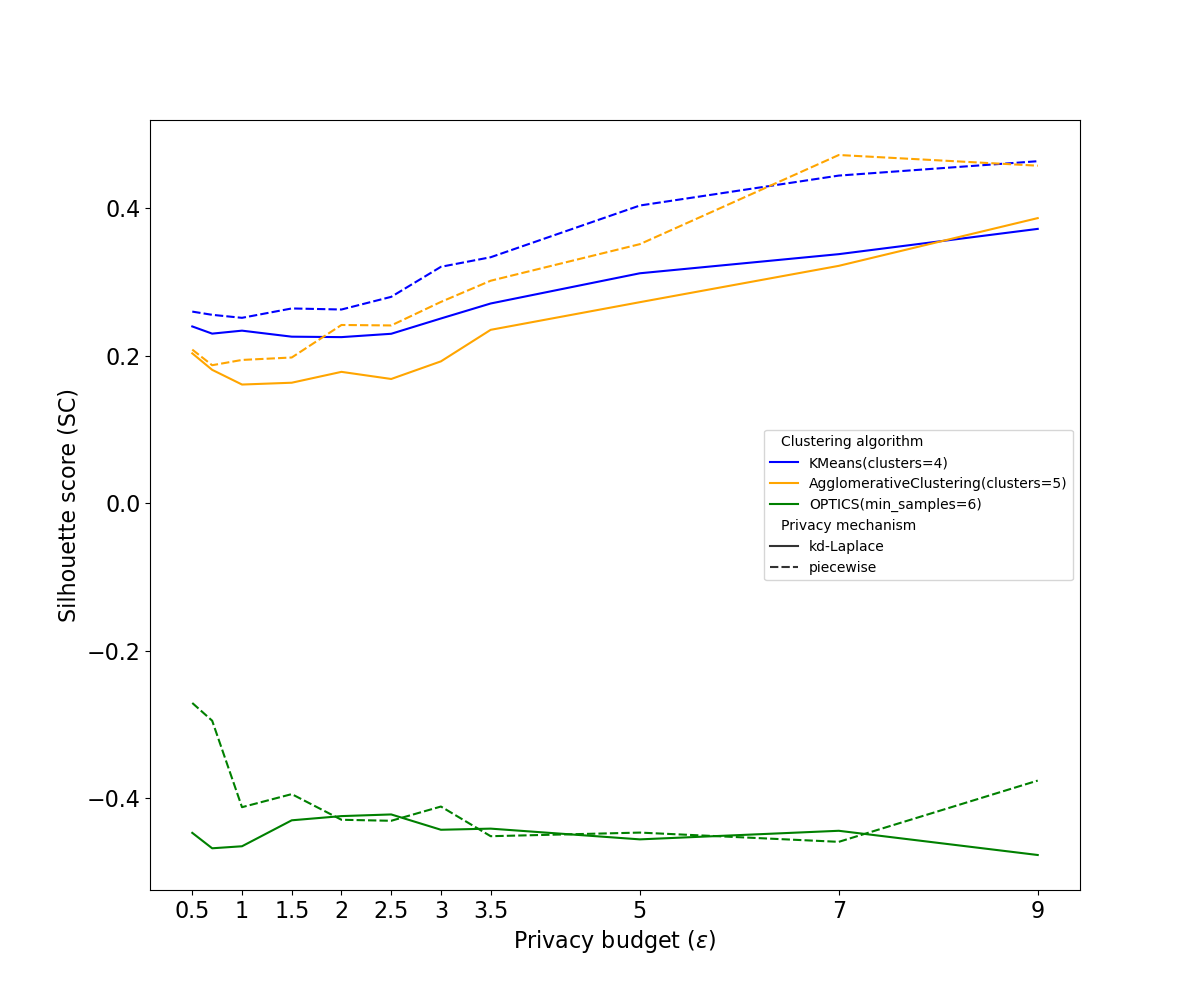 0.4
0.2
0.0
−0.2
−0.4
Silhouette score (SC)
Clustering algorithm
KMeans(clusters=4)
AgglomerativeClustering(clusters=5)
OPTICS(min_samples=6)
Privacy mechanism
kd-Laplace
piecewise
0.5 1 1.5 2 2.5 3 3.5 5 7 9
Privacy budget (ε)